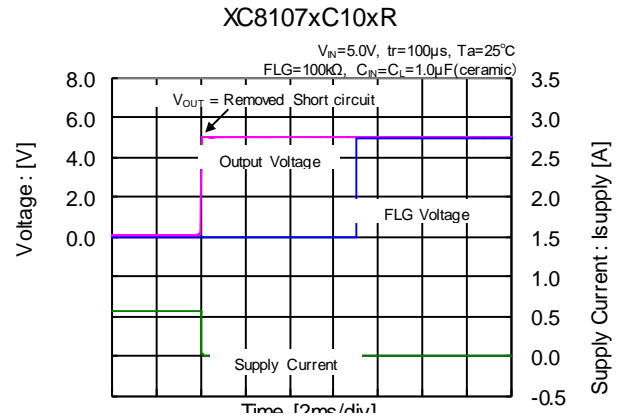 XC8107xC10xR
VIN=5.0V, tr=100μs, Ta=25°C
FLG=100kΩ, CIN=CL=1.0μF(ceramic)
8.0
6.0
4.0
2.0
0.0
Voltage : [V]
VOUT = Removed Short circuit
Output Voltage
FLG Voltage
Supply Current
3.5
3.0
2.5
2.0
1.5
1.0
0.5
0.0
-0.5
Supply Current : Isupply [A]
Time [2ms/div]